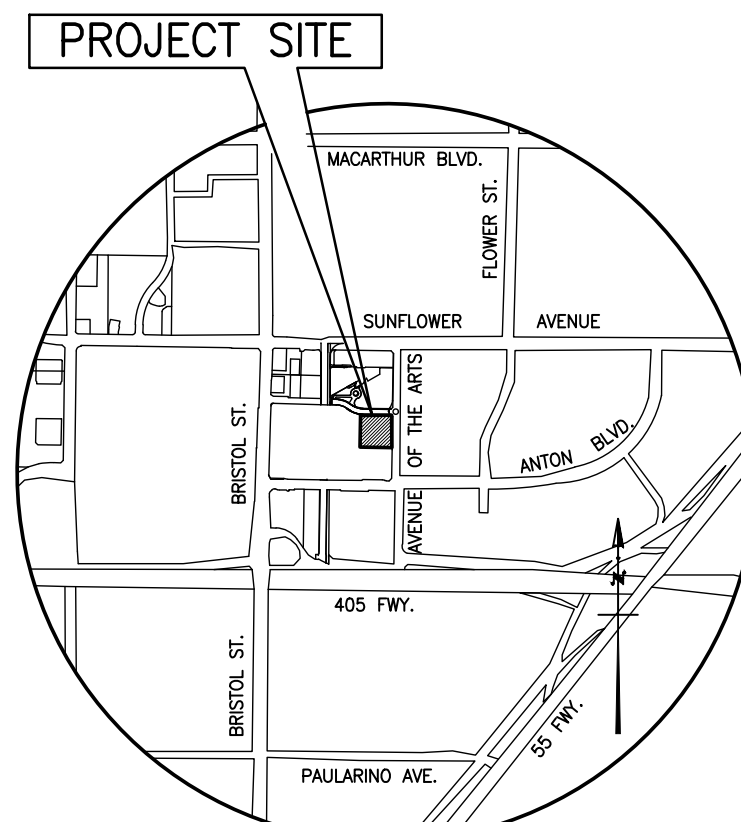 PROJECT SITE
MACARTHUR BLVD.
FLOWER ST.
SUNFLOWER AVENUE
BRISTOL ST.
AVENUE OF THE ARTS
ANTON BLVD.
N
405 FWY.
BRISTOL ST.
55 FWY.
PAULARINO AVE.